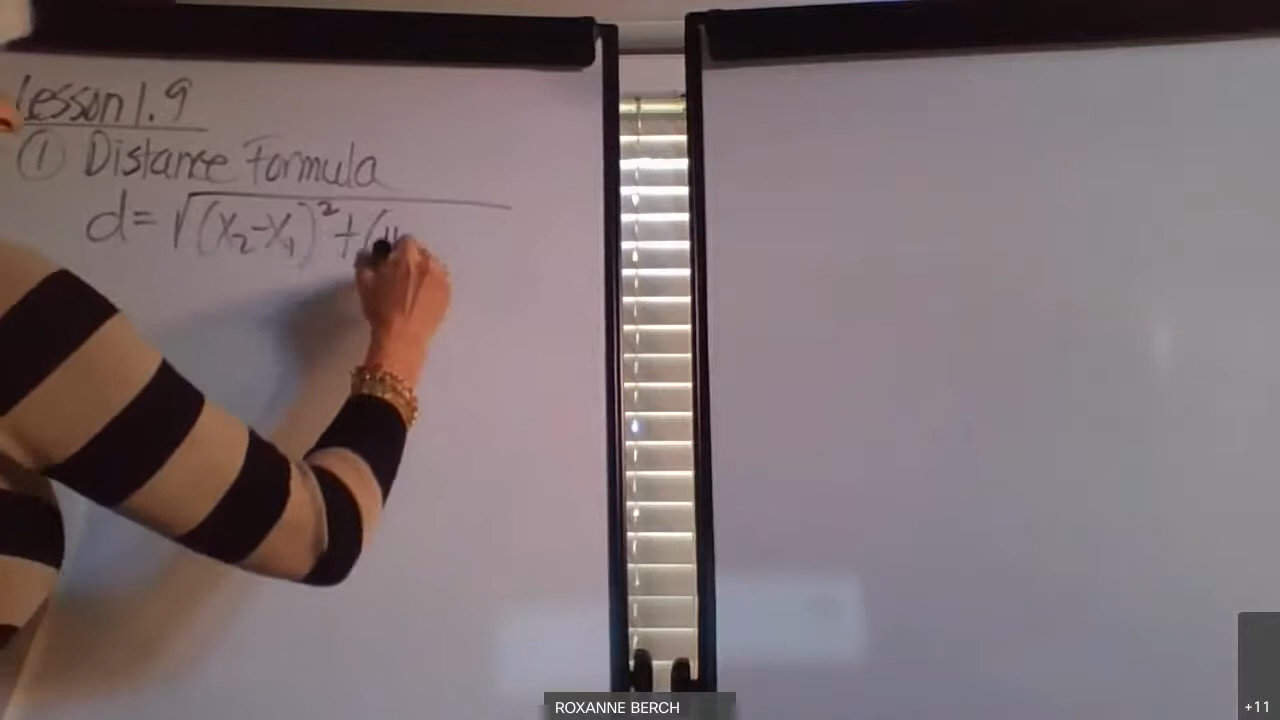 Lesson 1.9
① Distance Formula
d = √(x₂-x₁)² + (y
ROXANNE BERCH
+11